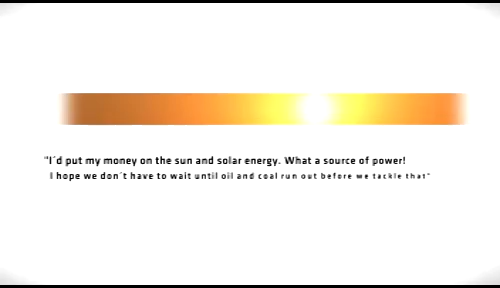 "I´d put my money on the sun and solar energy. What a source of power!
I hope we don´t have to wait until oil and coal run out before we tackle that"